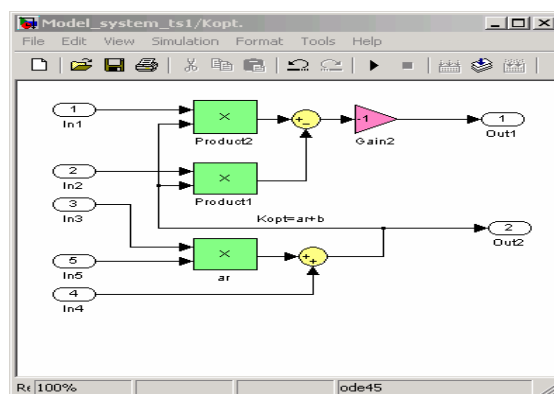 Model_system_ts1/Kopt.
File Edit View Simulation Format Tools Help
1
In1
×
Product2
+-
-1
Gain2
1
Out1
2
In2
×
Product1
3
In3
Kopt=ar+b
2
Out2
×
ar
+
+
5
In5
4
In4
100%
ode45